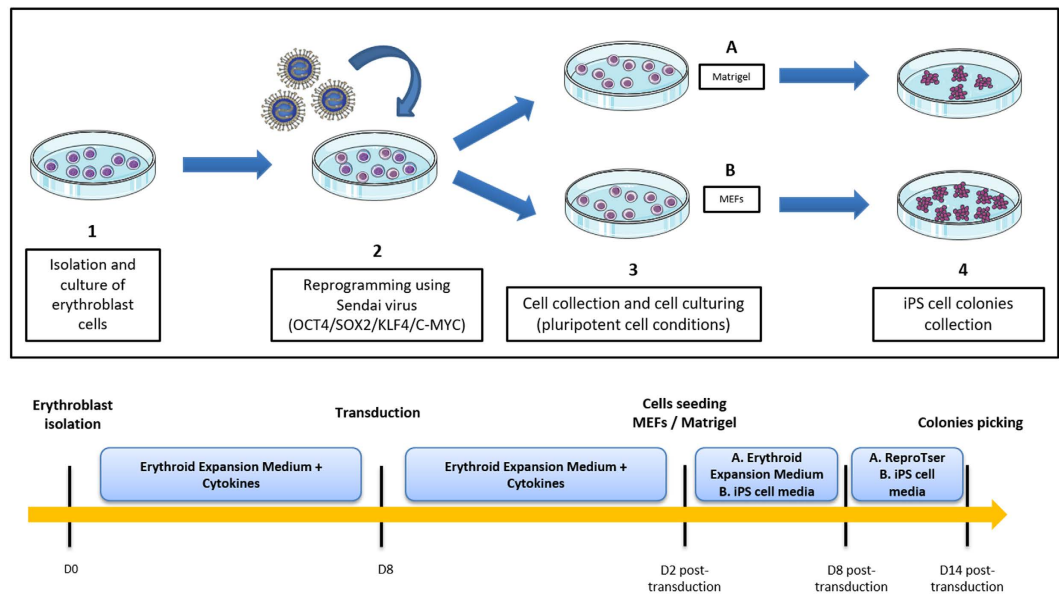 A
Matrigel
B
MEFs
1
Isolation and
culture of
erythroblast
cells
2
Reprogramming using
Sendai virus
(OCT4/SOX2/KLF4/C-MYC)
3
Cell collection and cell culturing
(pluripotent cell conditions)
4
iPS cell colonies
collection
Erythroblast
isolation
Transduction
Cells seeding
MEFs / Matrigel
Colonies picking
Erythroid Expansion Medium +
Cytokines
Erythroid Expansion Medium +
Cytokines
A. Erythroid
Expansion Medium
B. iPS cell media
A. ReproTser
B. iPS cell
media
D0
D8
D2 post-
transduction
D8 post-
transduction
D14 post-
transduction